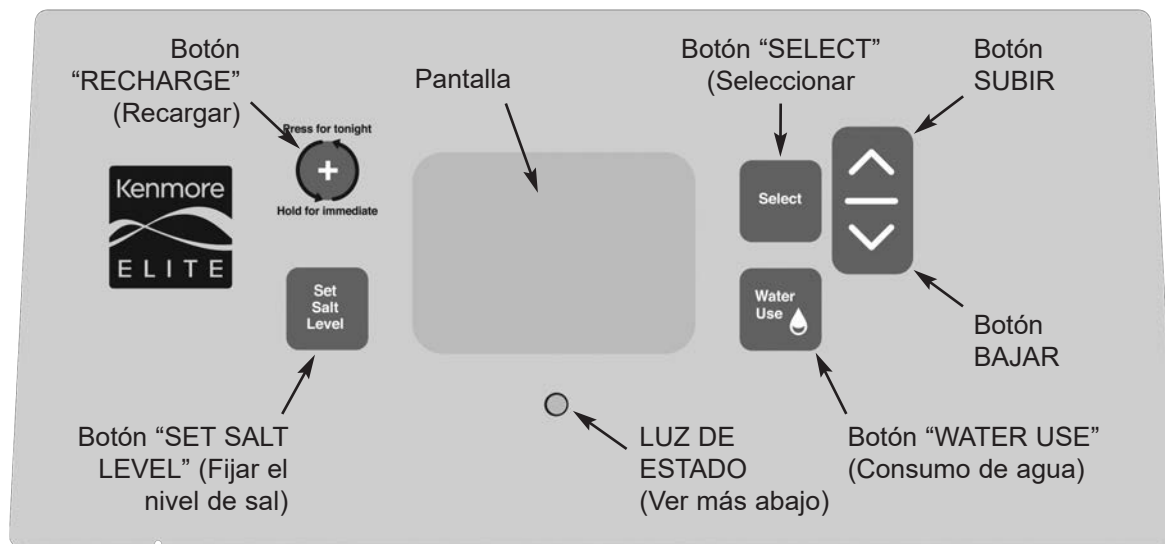 Botón
“RECHARGE”
(Recargar)
Pantalla
Botón “SELECT”
(Seleccionar
Botón
SUBIR
Press for tonight
+
Hold for immediate
Kenmore
ELITE
Select
Set
Salt
Level
Water
Use
Botón
BAJAR
Botón “SET SALT
LEVEL” (Fijar el
nivel de sal)
LUZ DE
ESTADO
(Ver más abajo)
Botón “WATER USE”
(Consumo de agua)